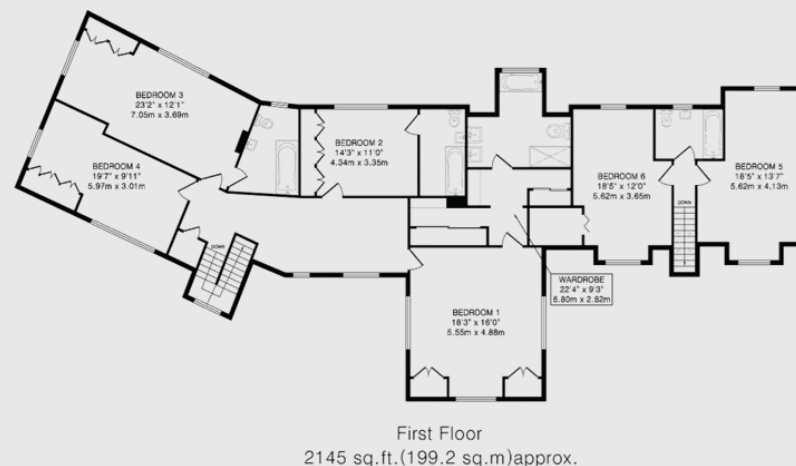 BEDROOM 3
23'2" x 12'1"
7.05m x 3.69m
BEDROOM 4
19'7" x 9'11"
5.97m x 3.01m
BEDROOM 2
14'3" x 11'0"
4.34m x 3.35m
BEDROOM 6
18'5" x 12'0"
5.62m x 3.65m
BEDROOM 5
18'5" x 13'7"
5.62m x 4.13m
DOWN
DOWN
WARDROBE
22'4" x 9'3"
6.80m x 2.82m
BEDROOM 1
18'3" x 16'0"
5.55m x 4.88m
First Floor
2145 sq.ft.(199.2 sq.m)approx.